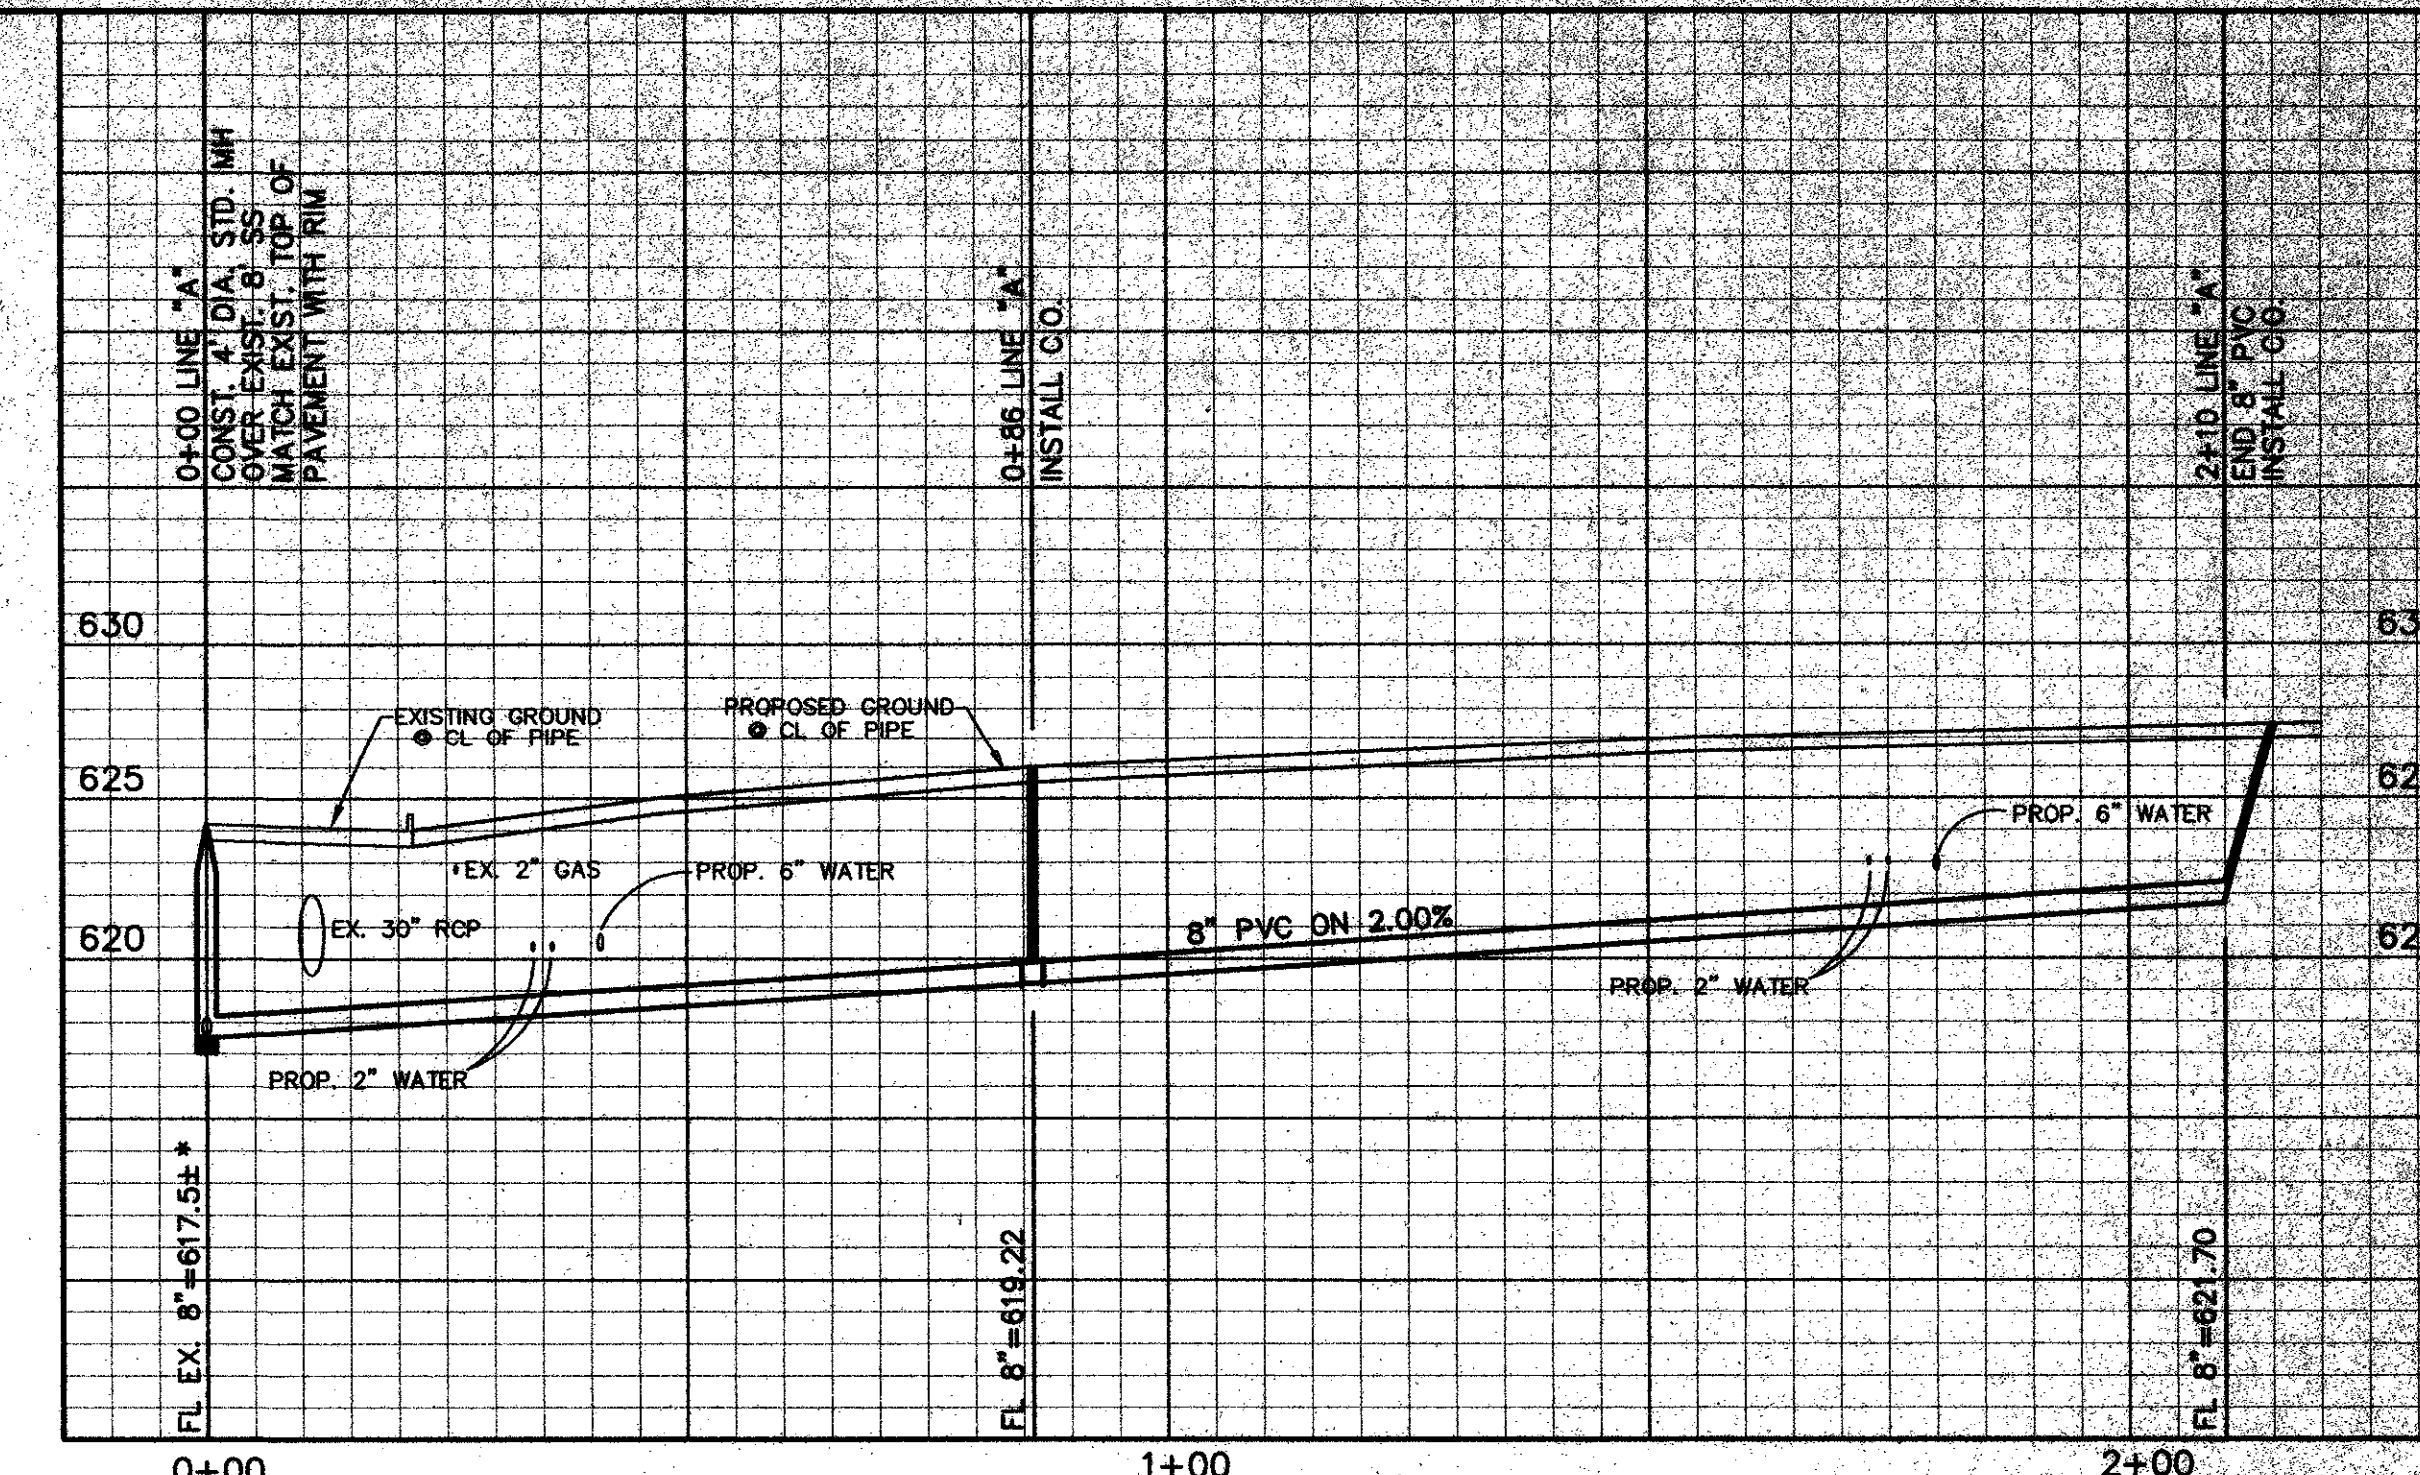 0+00 LINE "A"
CONST. 4' DIA. STD. MH
OVER EXIST. 8" SS
MATCH EXIST. TOP OF
PAVEMENT WITH RIM
0+86 LINE "A"
INSTALL C.O.
2+10 LINE "A"
END 8" PVC
INSTALL C.O.
630
63
EXISTING GROUND
@ CL OF PIPE
PROPOSED GROUND
@ CL OF PIPE
625
62
PROP. 6" WATER
EX. 2" GAS
PROP. 6" WATER
EX. 30" RCP
8" PVC ON 2.00%
620
62
PROP. 2" WATER
PROP. 2" WATER
FL EX. 8"=617.5± *
FL 8"=619.22
FL 8"=621.70
0+00
1+00
2+00